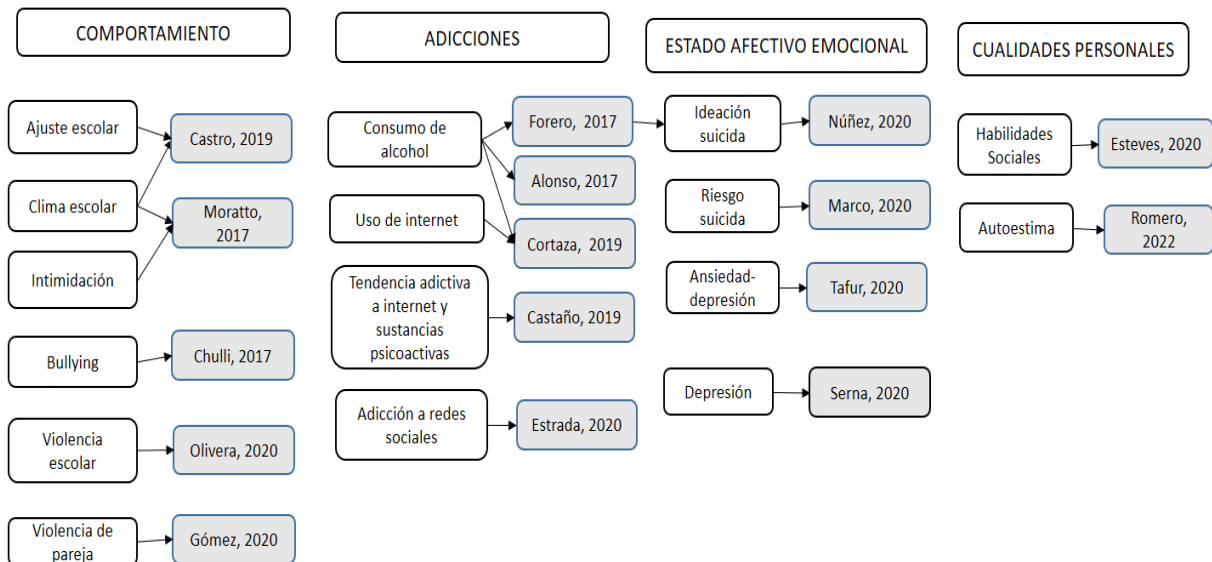 COMPORTAMIENTO
Ajuste escolar
Castro, 2019
Clima escolar
Moratto,
2017
Intimidación
Bullying
Chulli, 2017
Violencia
escolar
Olivera, 2020
Violencia de
pareja
Gómez, 2020
ADICCIONES
Consumo de
alcohol
Forero, 2017
Alonso, 2017
Uso de internet
Cortaza, 2019
Tendencia adictiva
a internet y
sustancias
psicoactivas
Castaño, 2019
Adicción a redes
sociales
Estrada, 2020
ESTADO AFECTIVO EMOCIONAL
Ideación
suicida
Núñez, 2020
Riesgo
suicida
Marco, 2020
Ansiedad-
depresión
Tafur, 2020
Depresión
Serna, 2020
CUALIDADES PERSONALES
Habilidades
Sociales
Esteves, 2020
Autoestima
Romero,
2022